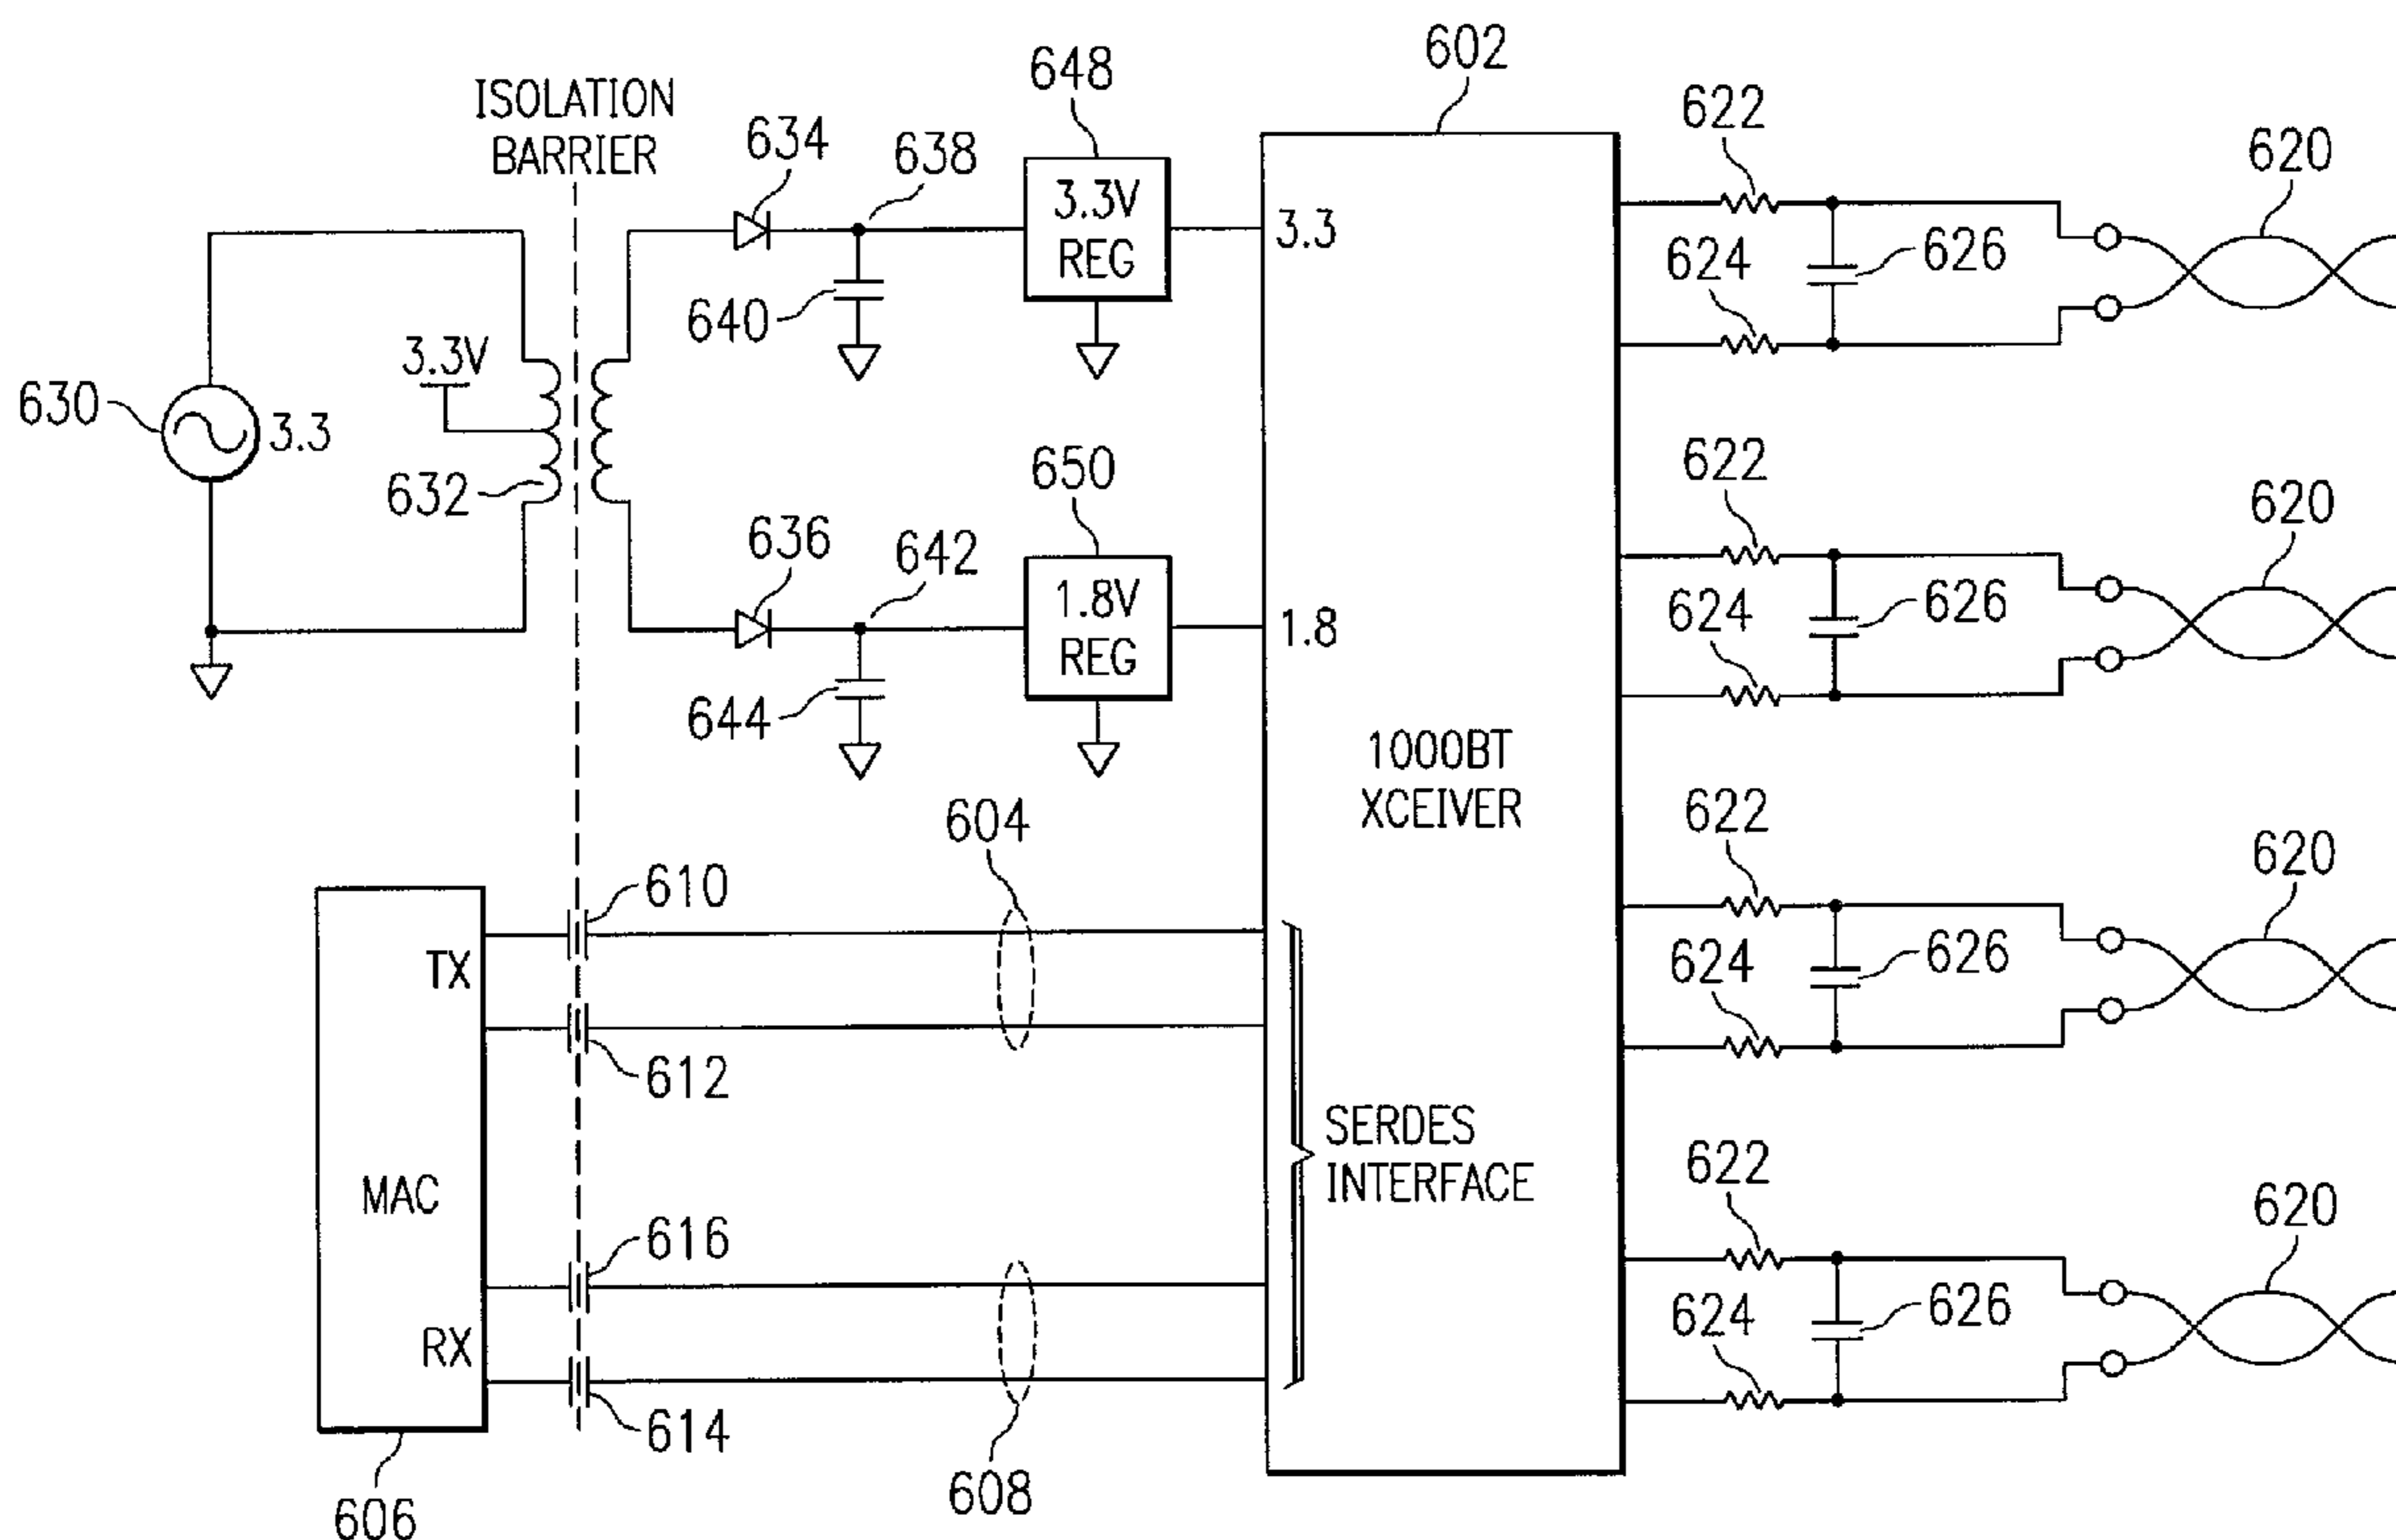 602
648
622
620
ISOLATION
BARRIER
634
638
3.3V
REG
3.3
624
626
640
3.3V
630
3.3
632
650
622
620
636
642
1.8V
REG
1.8
624
626
644
1000BT
XCEIVER
604
622
620
610
TX
624
626
612
SERDES
INTERFACE
MAC
622
620
616
624
626
RX
614
608
606